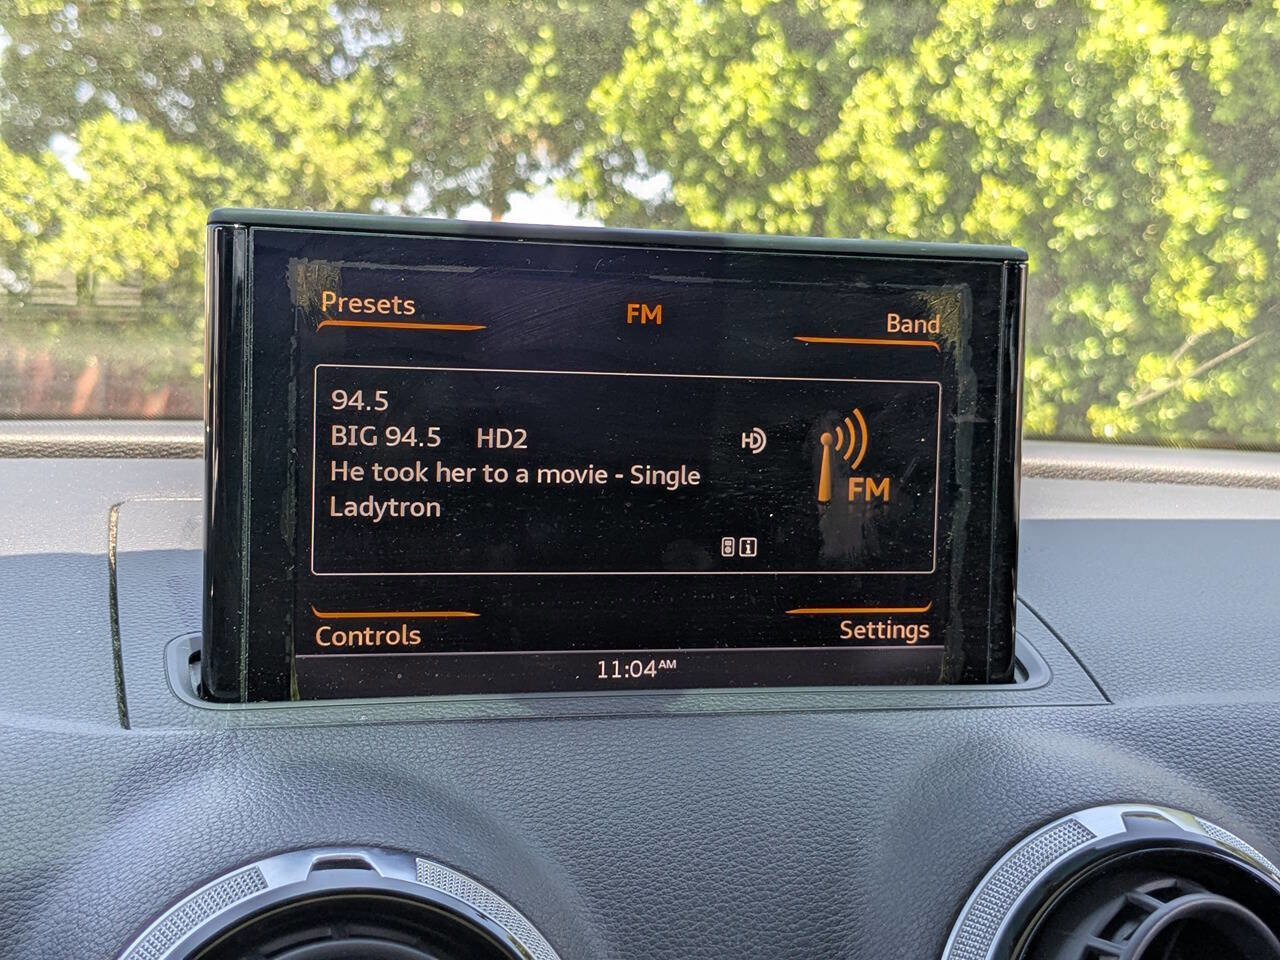 Presets
FM
Band
94.5
BIG 94.5 HD2
He took her to a movie - Single
Ladytron
HD
FM
i
Controls
Settings
11:04AM